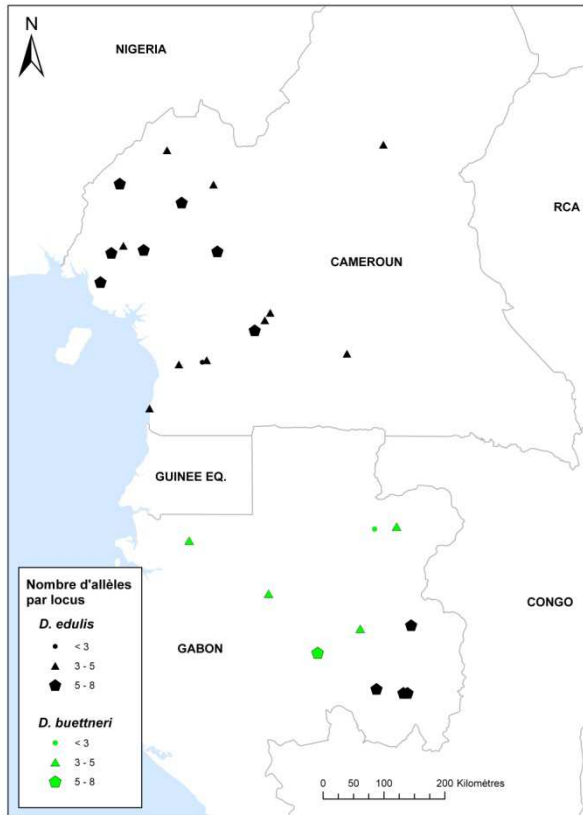 N
NIGERIA
RCA
CAMEROUN
GUINEE EQ.
CONGO
GABON
Nombre d'allèles
par locus
D. edulis
< 3
3 - 5
5 - 8
D. buettneri
< 3
3 - 5
5 - 8
0 50 100 200 Kilomètres